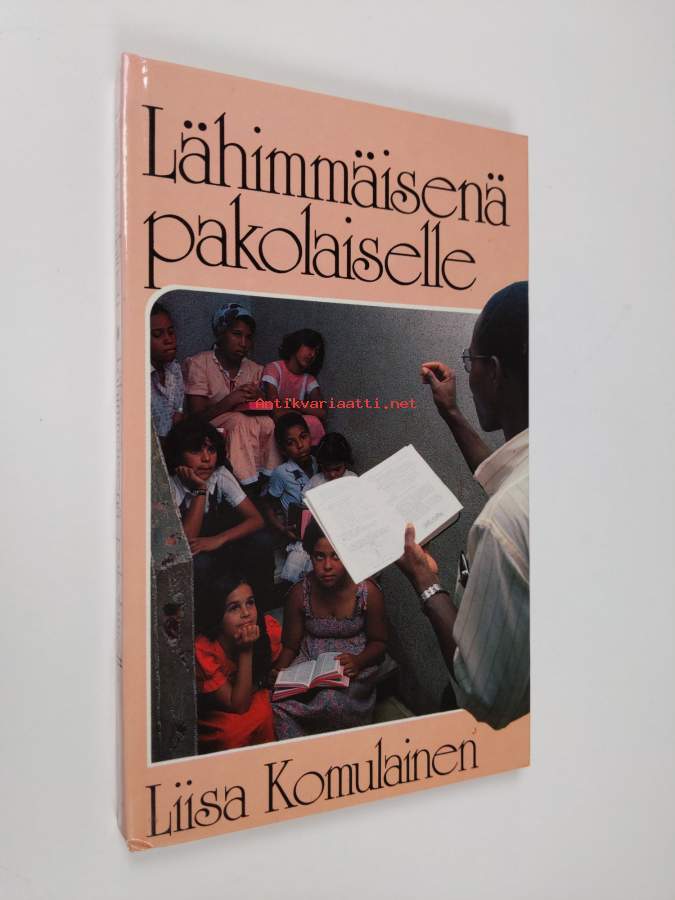 Lähimmäisenä
pakolaiselle
Antikvariaatti.net
Liisa Komulainen